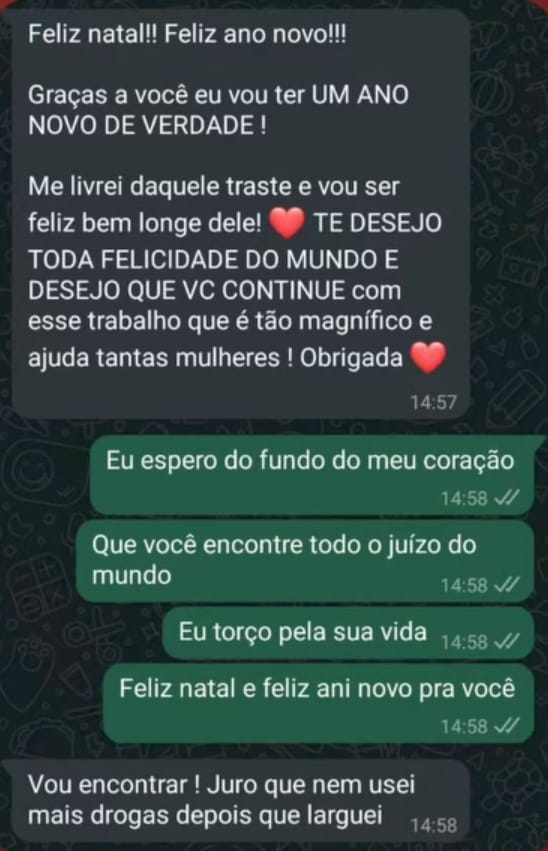 Feliz natal!! Feliz ano novo!!!
Graças a você eu vou ter UM ANO
NOVO DE VERDADE !
Me livrei daquele traste e vou ser
feliz bem longe dele! ❤️ TE DESEJO
TODA FELICIDADE DO MUNDO E
DESEJO QUE VC CONTINUE com
esse trabalho que é tão magnífico e
ajuda tantas mulheres ! Obrigada ❤️
14:57
Eu espero do fundo do meu coração
14:58
Que você encontre todo o juízo do
mundo
14:58
Eu torço pela sua vida 14:58
Feliz natal e feliz ani novo pra você
14:58
Vou encontrar ! Juro que nem usei
mais drogas depois que larguei 14:58